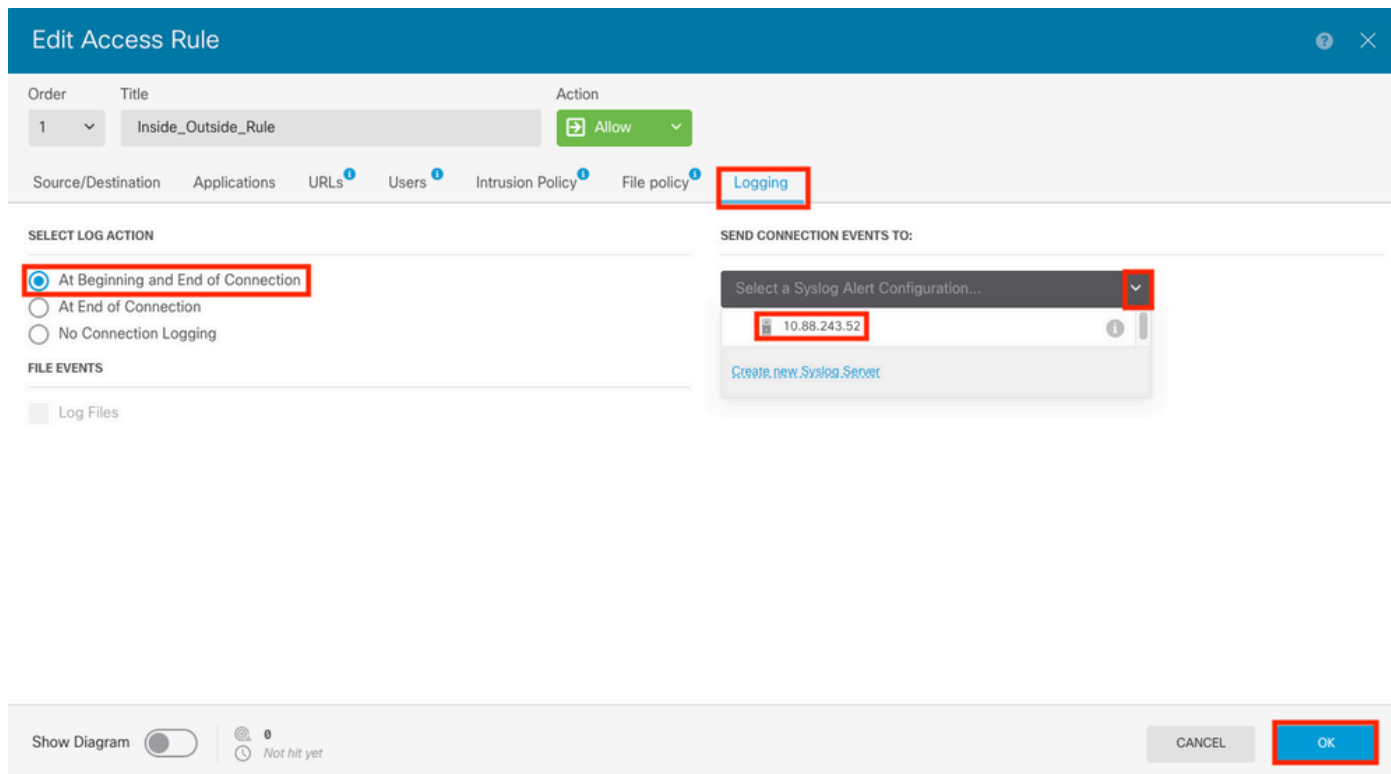 Edit Access Rule
Order Title Action
1 Inside_Outside_Rule Allow
Source/Destination Applications URLs Users Intrusion Policy File policy Logging
SELECT LOG ACTION
At Beginning and End of Connection
At End of Connection
No Connection Logging
FILE EVENTS
Log Files
SEND CONNECTION EVENTS TO:
Select a Syslog Alert Configuration...
10.88.243.52
Create new Syslog Server
Show Diagram
0
Not hit yet
CANCEL OK